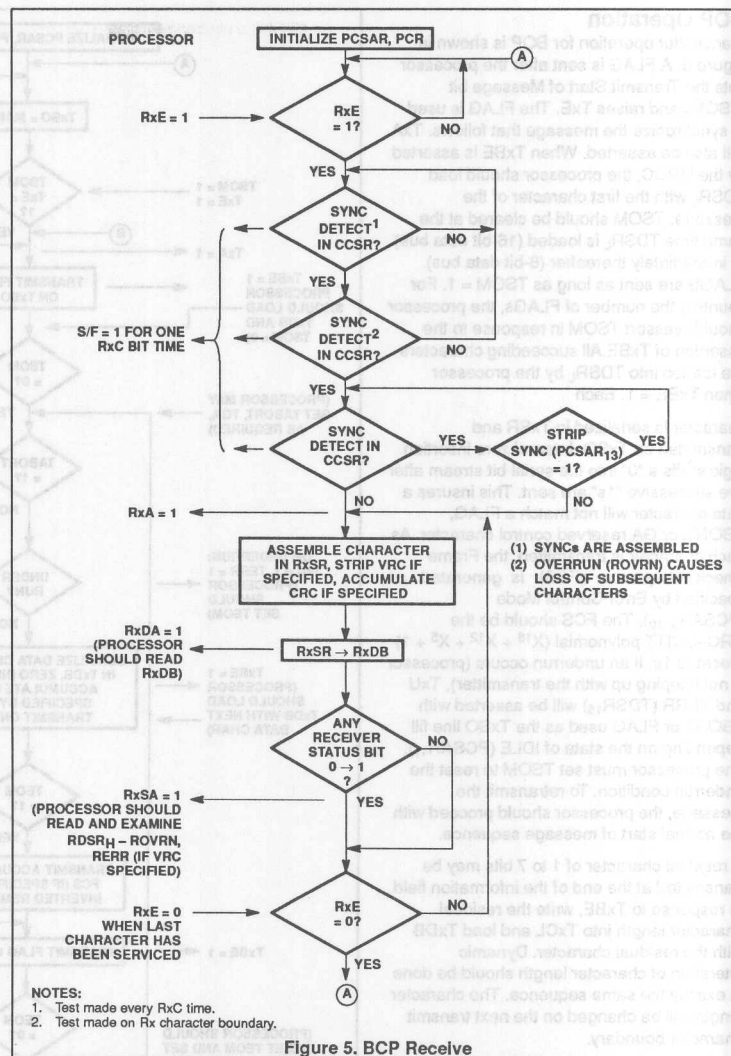 PROCESSOR
INITIALIZE PCSAR, PCR
A
RxE = 1
RxE
= 1?
NO
YES
SYNC
DETECT1
IN CCSR?
NO
YES
S/F = 1 FOR ONE
RxC BIT TIME
SYNC
DETECT2
IN CCSR?
NO
YES
SYNC
DETECT IN
CCSR?
YES
STRIP
SYNC (PCSAR13)
= 1?
YES
NO
NO
RxA = 1
ASSEMBLE CHARACTER
IN RxSR, STRIP VRC IF
SPECIFIED, ACCUMULATE
CRC IF SPECIFIED
(1) SYNCs ARE ASSEMBLED
(2) OVERRUN (ROVRN) CAUSES
LOSS OF SUBSEQUENT
CHARACTERS
RxDA = 1
(PROCESSOR
SHOULD READ
RxDB)
RxSR → RxDB
ANY
RECEIVER
STATUS BIT
0 → 1
?
NO
YES
RxSA = 1
(PROCESSOR SHOULD
READ AND EXAMINE
RDSRH – ROVRN,
RERR (IF VRC
SPECIFIED)
RxE = 0
WHEN LAST
CHARACTER HAS
BEEN SERVICED
RxE
= 0?
NO
YES
A
NOTES:
1. Test made every RxC time.
2. Test made on Rx character boundary.
Figure 5. BCP Receive